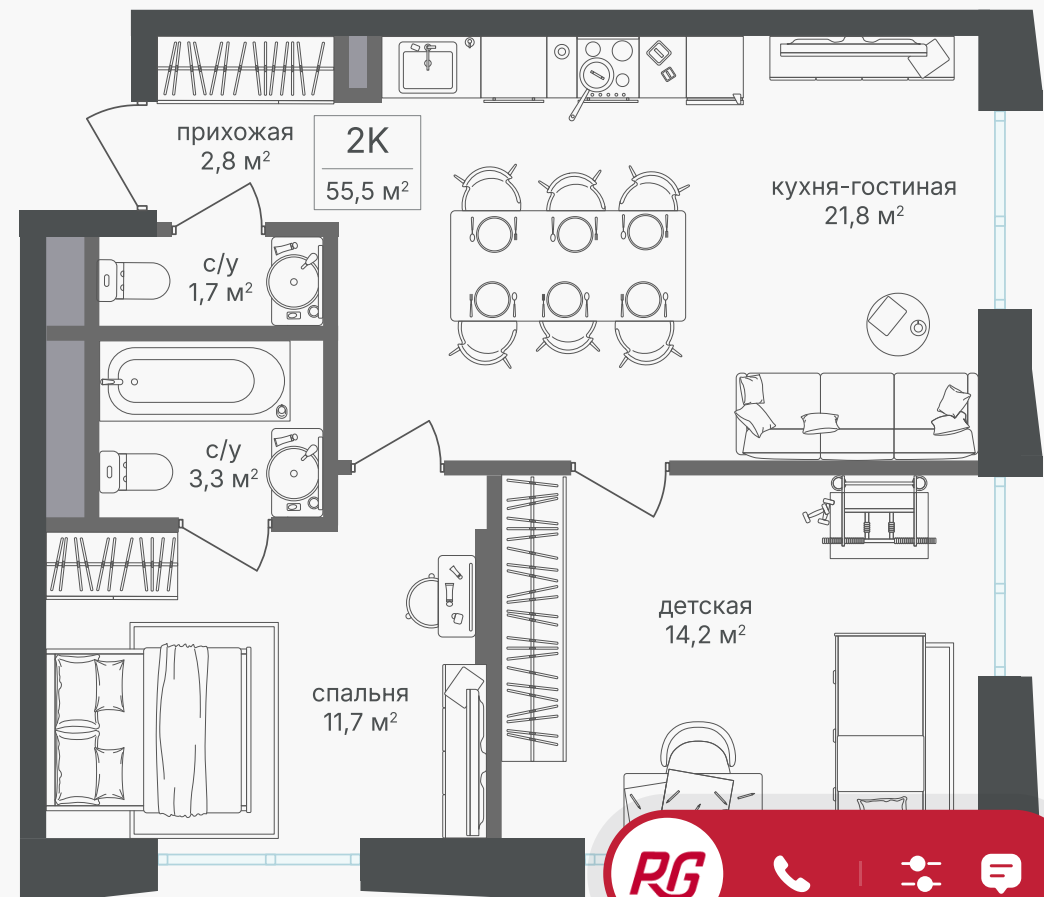 прихожая
2,8 м²
2К
55,5 м²
кухня-гостиная
21,8 м²
с/у
1,7 м²
с/у
3,3 м²
детская
14,2 м²
спальня
11,7 м²
RG